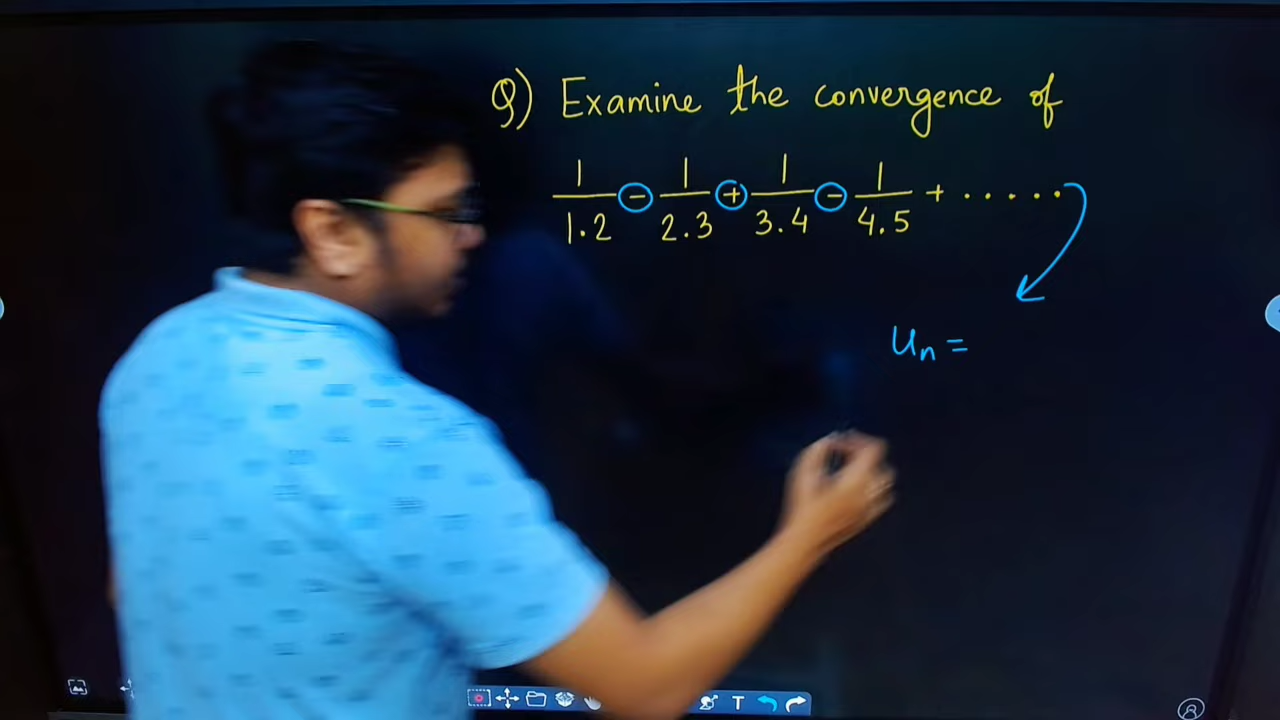 Q) Examine the convergence of
1/1.2 - 1/2.3 + 1/3.4 - 1/4.5 + .....
un =
T